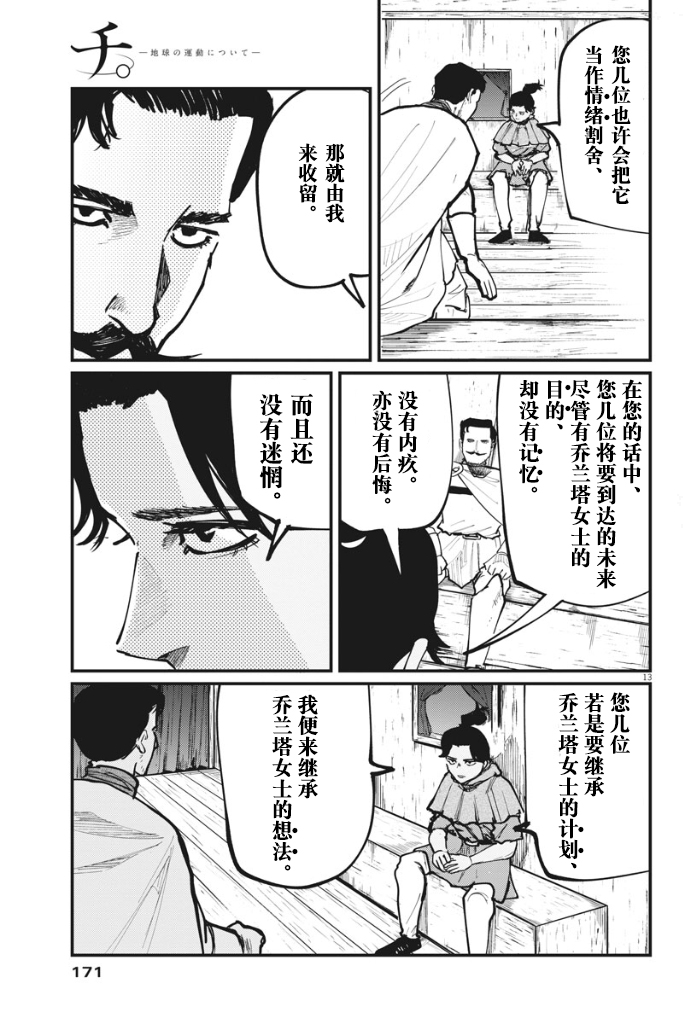 チ。
―地球の運動について―
您几位也许会把它
当作情绪割舍、
那就由我
来收留。
在您的话中、
您几位将要到达的未来
尽管有乔兰塔女士的
目的、
却没有记忆。
没有内疚。
亦没有后悔。
而且还
没有迷惘。
13
您几位
若是要继承
乔兰塔女士的计划、
我便来继承
乔兰塔女士的想法。
171